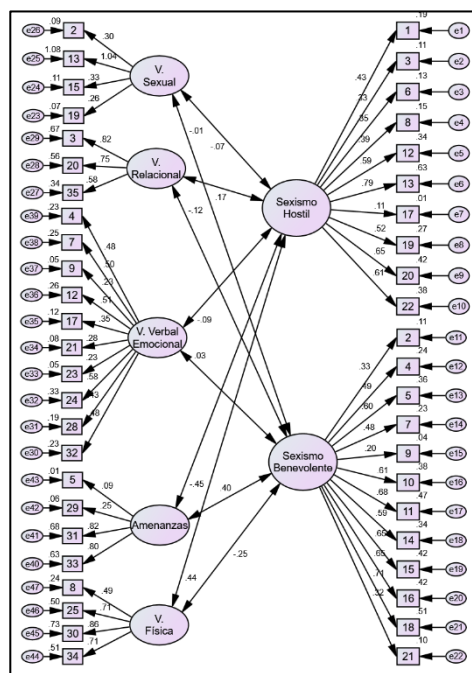 .09
e26 2 .30
1.08
e25 13 1.04
.11
e24 15 .33
.07
e23 19 .26
V.
Sexual
.67
e29 3 .82
.56
e28 20 .75
.34
e27 35 .58
V.
Relacional
.23
e39 4 .48
.25
e38 7 .50
.05
e37 9 .23
.26
e36 12 .51
.12
e35 17 .35
.08
e34 21 .28
.05
e33 23 .23
.33
e32 24 .58
.19
e31 28 .43
e30 32 .48
V. Verbal
Emocional
.01
e43 5 .09
.06
e42 29 .25
.68
e41 31 .82
.63
e40 33 .80
Amenanzas
.24
e47 8 .49
.50
e46 25 .71
.73
e45 30 .86
.51
e44 34 .71
V.
Física
-.01
-.07
.17
-.12
-.09
.03
-.45
.40
.44
-.25
Sexismo
Hostil
.19
.43 1 e1
.11
.33 3 e2
.13
.35 6 e3
.15
.39 8 e4
.34
.59 12 e5
.63
.79 13 e6
.01
.11 17 e7
.27
.52 19 e8
.42
.65 20 e9
.38
.61 22 e10
Sexismo
Benevolente
.11
.33 2 e11
.24
.49 4 e12
.36
.60 5 e13
.23
.48 7 e14
.04
.20 9 e15
.38
.61 10 e16
.47
.68 11 e17
.34
.59 14 e18
.42
.65 15 e19
.42
.65 16 e20
.51
.71 18 e21
.10
.32 21 e22